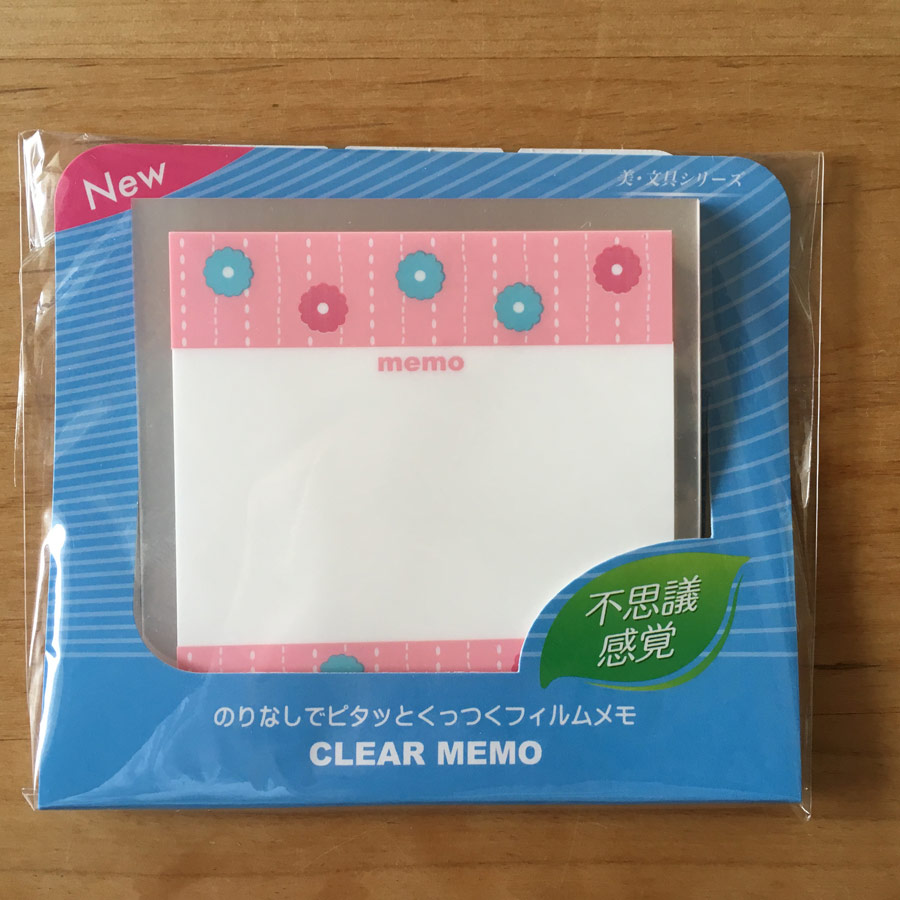 New
美・文具シリーズ
memo
不思議
感覚
のりなしでピタッとくっつくフィルムメモ
CLEAR MEMO